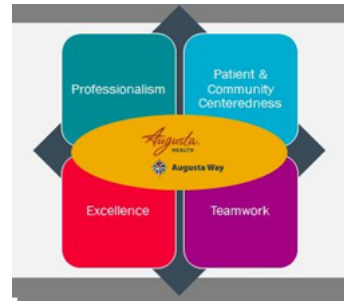 Professionalism
Patient &
Community
Centeredness
Augusta
HEALTH
Augusta Way
Excellence
Teamwork